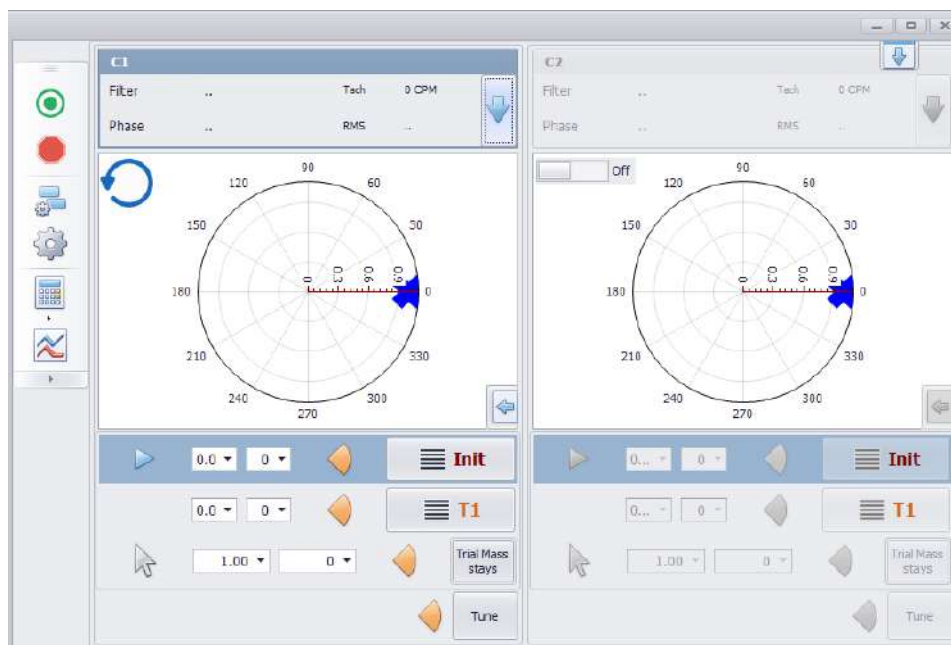 C1
Filter .. Tach 0 CPM
Phase .. RMS ..
90
120 60
150 30
180 0 0.3 0.6 0.9 0
210 330
240 300
270
0.0 0 Init
0.0 0 T1
1.00 0 Trial Mass
stays
Tune
C2
Filter .. Tach 0 CPM
Phase .. RMS ..
Off
90
120 60
150 30
180 0 0.3 0.6 0.9 0
210 330
240 300
270
0... 0 Init
0... 0 T1
1.00 0 Trial Mass
stays
Tune